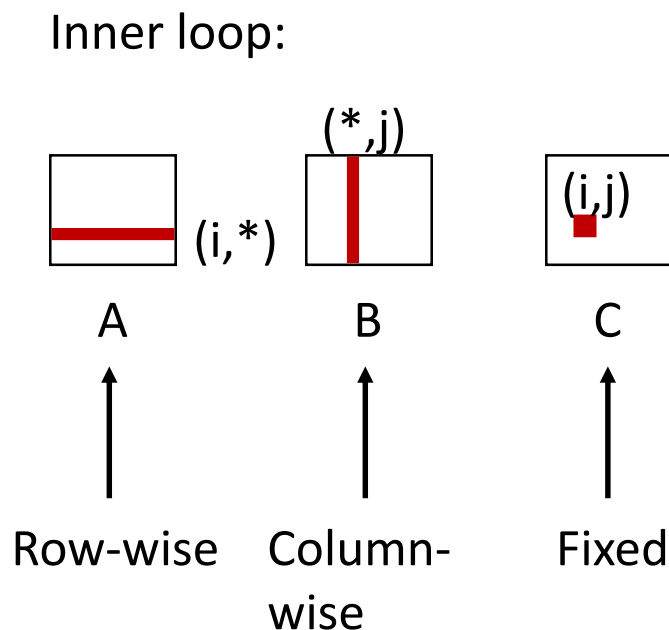 Inner loop:
(*,j)
(i,j)
(i,*)
A B C
Row-wise Column- Fixed
wise